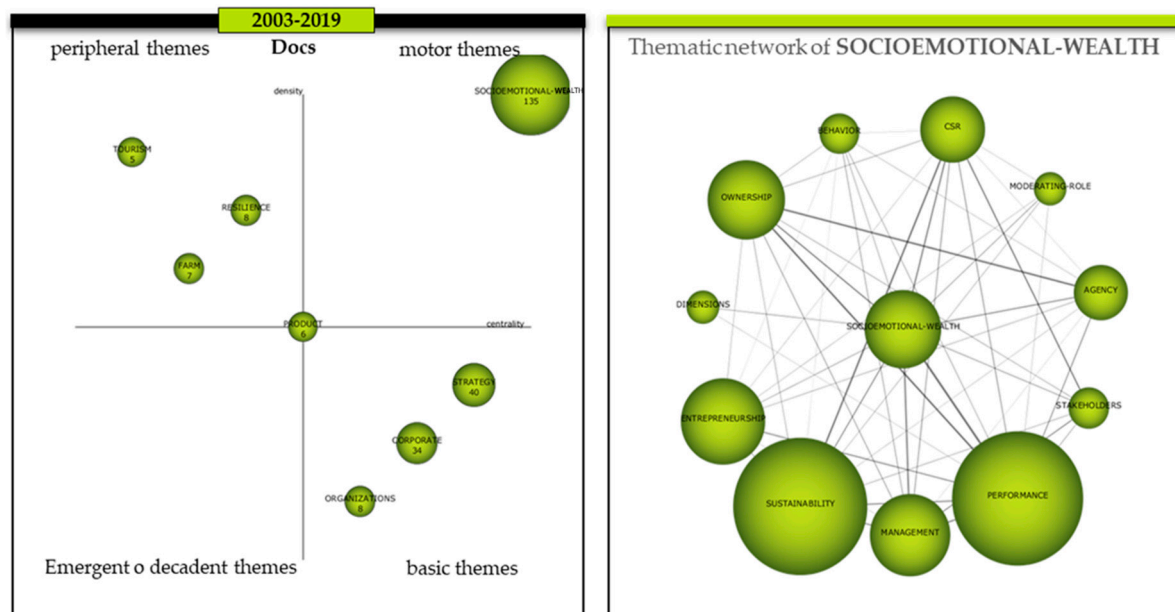 2003-2019
peripheral themes
Docs
motor themes
density
SOCIOEMOTIONAL-WEALTH
135
TOURISM
5
RESILIENCE
8
FARM
7
PRODUCT
6
centrality
STRATEGY
40
CORPORATE
34
ORGANIZATIONS
8
Emergent o decadent themes
basic themes
Thematic network of SOCIOEMOTIONAL-WEALTH
BEHAVIOR
CSR
MODERATING-ROLE
OWNERSHIP
AGENCY
DIMENSIONS
SOCIOEMOTIONAL-WEALTH
STAKEHOLDERS
ENTREPRENEURSHIP
SUSTAINABILITY
PERFORMANCE
MANAGEMENT